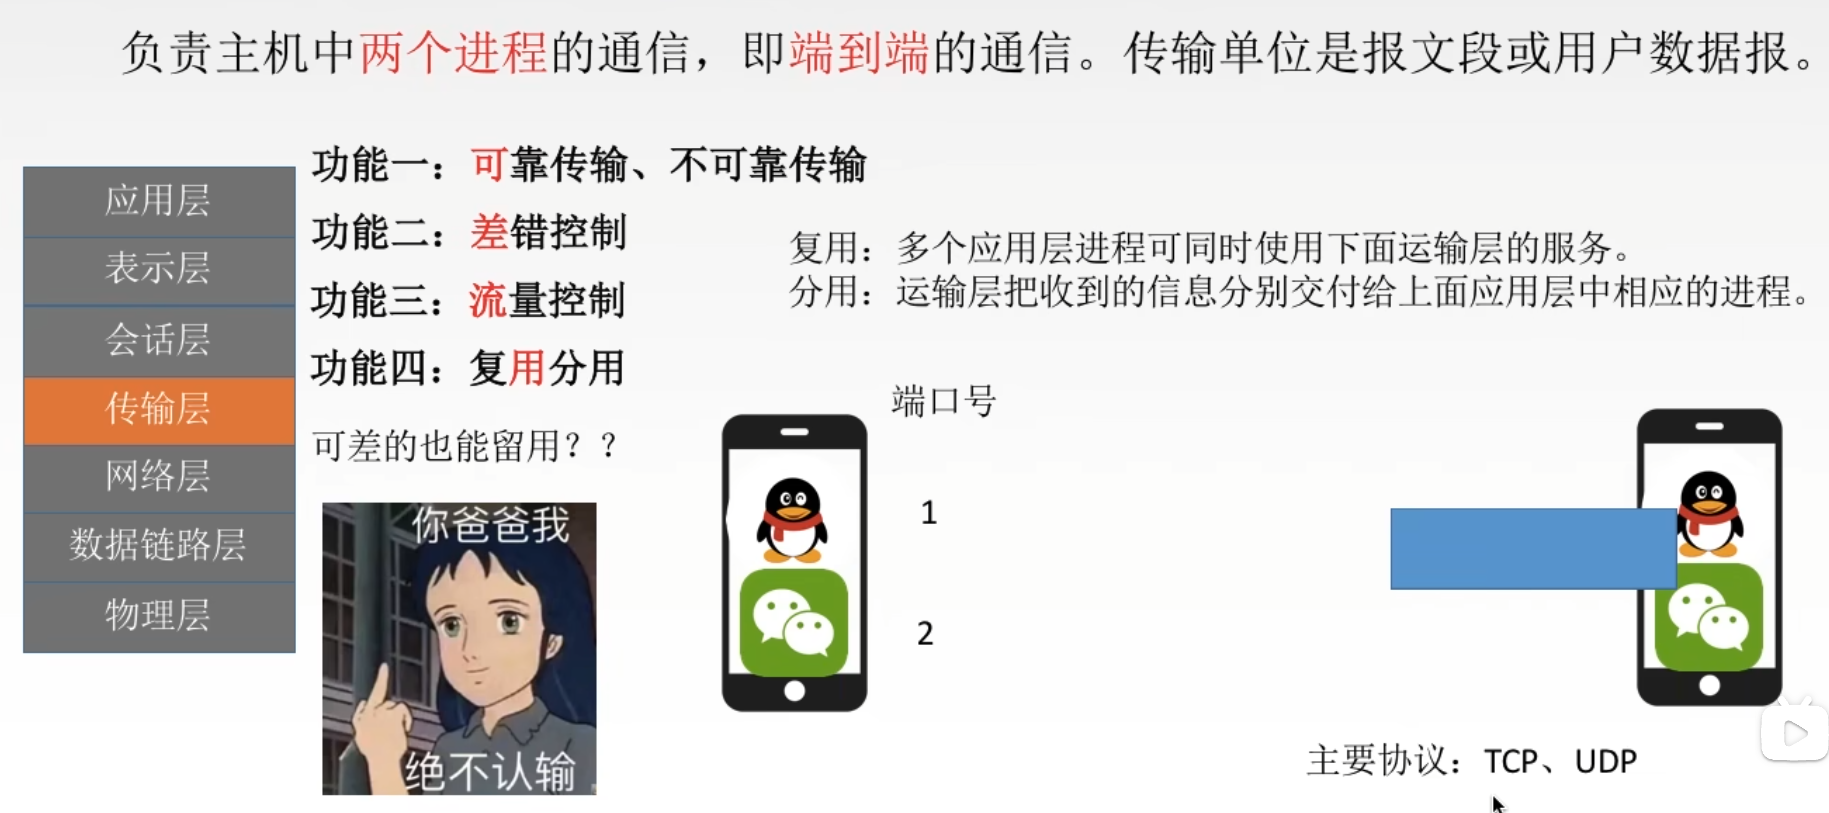 负责主机中两个进程的通信，即端到端的通信。传输单位是报文段或用户数据报。
应用层
表示层
会话层
传输层
网络层
数据链路层
物理层
功能一：可靠传输、不可靠传输
功能二：差错控制
功能三：流量控制
功能四：复用分用
可差的也能留用？？
你爸爸我
绝不认输
复用：多个应用层进程可同时使用下面运输层的服务。
分用：运输层把收到的信息分别交付给上面应用层中相应的进程。
端口号
1
2
主要协议：TCP、UDP